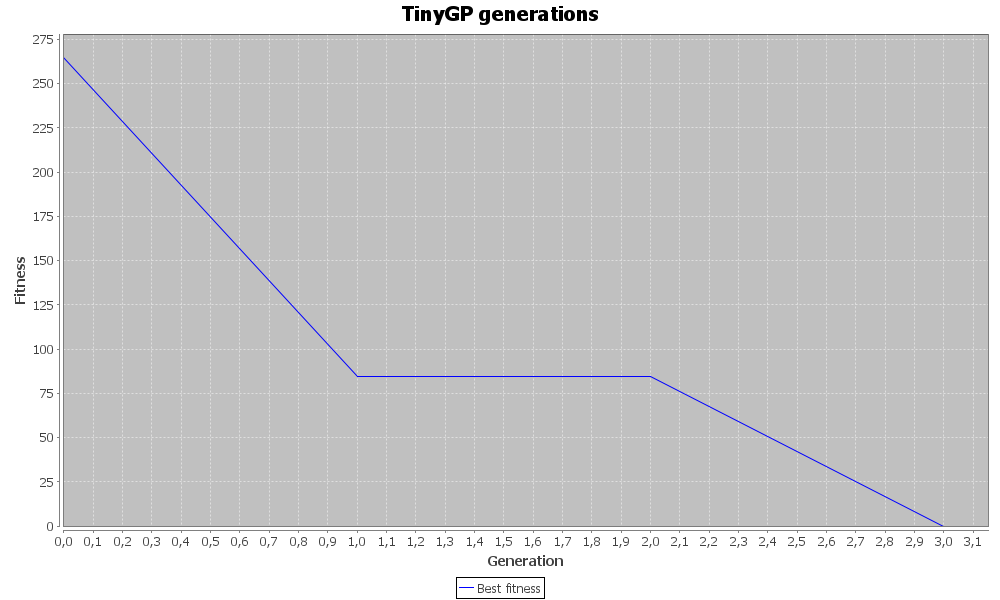 TinyGP generations
275
250
225
200
175
150
125
100
75
50
25
0
Fitness
0,0 0,1 0,2 0,3 0,4 0,5 0,6 0,7 0,8 0,9 1,0 1,1 1,2 1,3 1,4 1,5 1,6 1,7 1,8 1,9 2,0 2,1 2,2 2,3 2,4 2,5 2,6 2,7 2,8 2,9 3,0 3,1
Generation
Best fitness